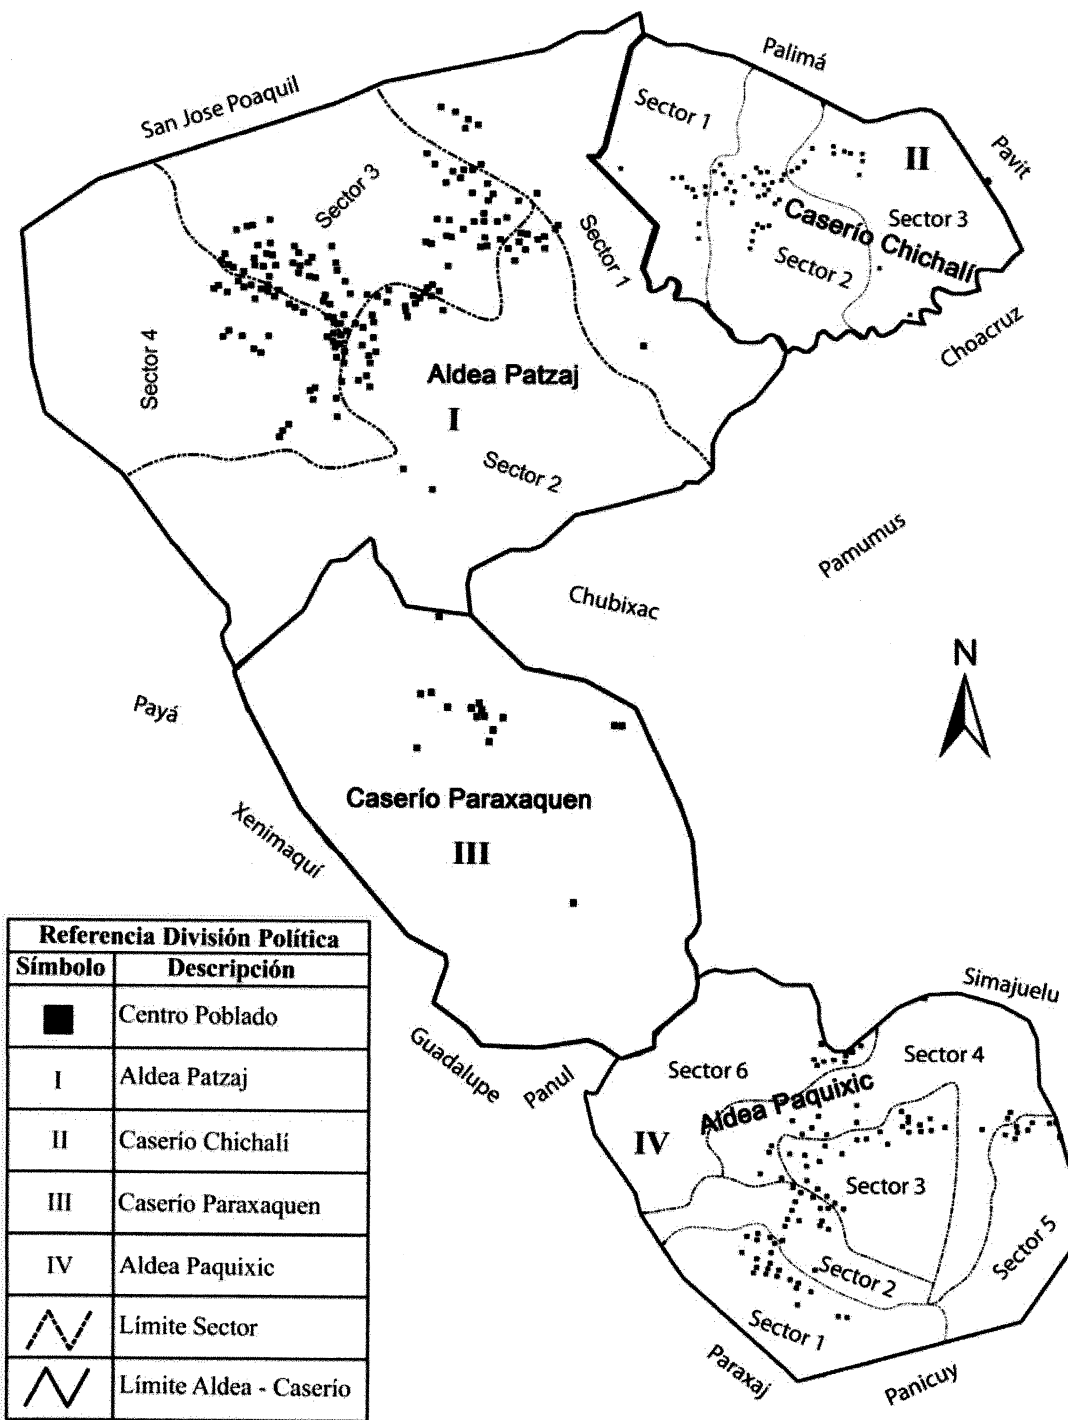 Palimá
San Jose Poaquil
Sector 1
II
Pavit
Sector 3
Sector 3
Caserío Chichalí
Sector 1
Sector 2
Choacruz
Sector 4
Aldea Patzaj
I
Sector 2
Pamumus
Chubixac
N
Payá
Caserío Paraxaquen
III
Xenimaquí
Simajuelu
Guadalupe
Panul
Sector 6
Sector 4
Aldea Paquixic
IV
Sector 3
Sector 5
Sector 2
Sector 1
Paraxaj
Panicuy
Referencia División Política
Símbolo Descripción
Centro Poblado
I Aldea Patzaj
II Caserío Chichalí
III Caserío Paraxaquen
IV Aldea Paquixic
Límite Sector
Límite Aldea - Caserío